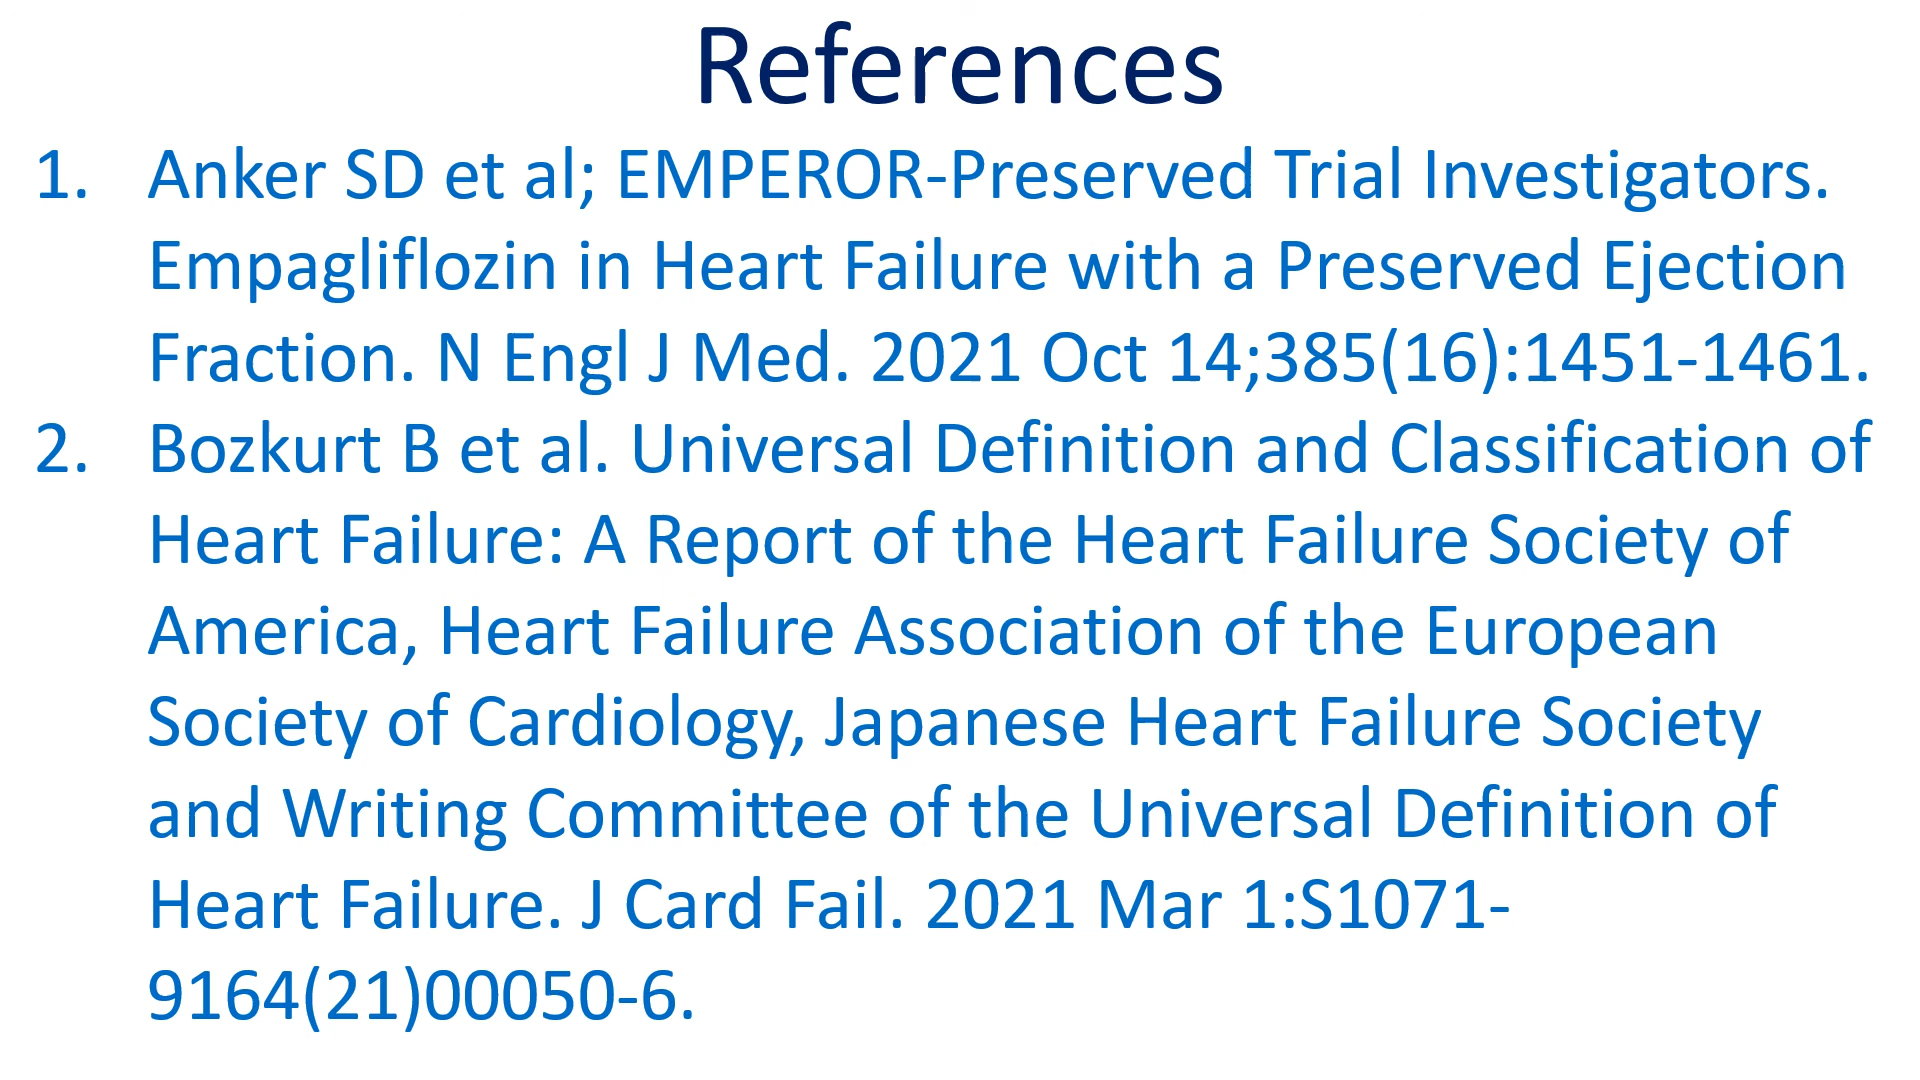 References
1. Anker SD et al; EMPEROR-Preserved Trial Investigators.
Empagliflozin in Heart Failure with a Preserved Ejection
Fraction. N Engl J Med. 2021 Oct 14;385(16):1451-1461.
2. Bozkurt B et al. Universal Definition and Classification of
Heart Failure: A Report of the Heart Failure Society of
America, Heart Failure Association of the European
Society of Cardiology, Japanese Heart Failure Society
and Writing Committee of the Universal Definition of
Heart Failure. J Card Fail. 2021 Mar 1:S1071-
9164(21)00050-6.